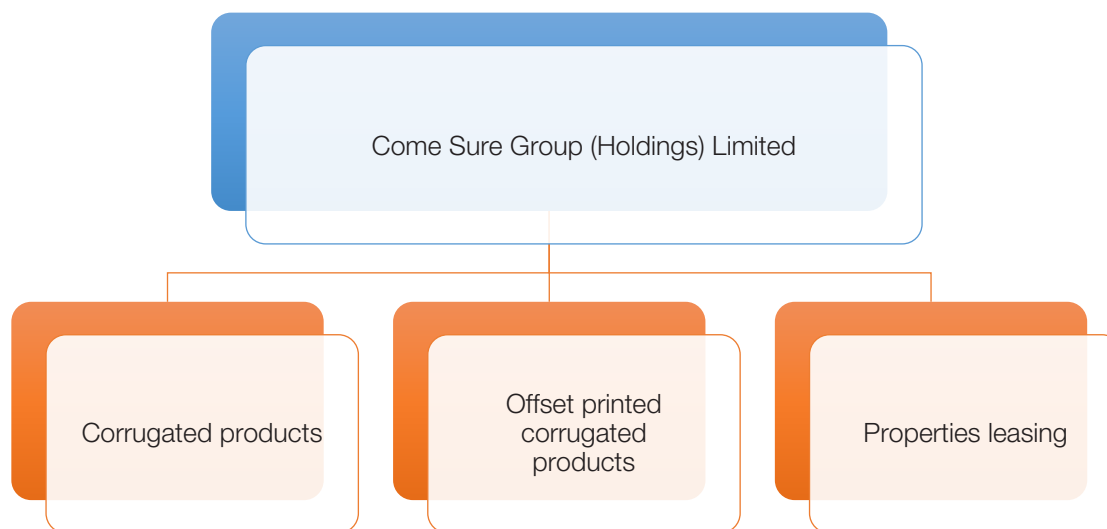 Come Sure Group (Holdings) Limited
Corrugated products
Offset printed
corrugated
products
Properties leasing